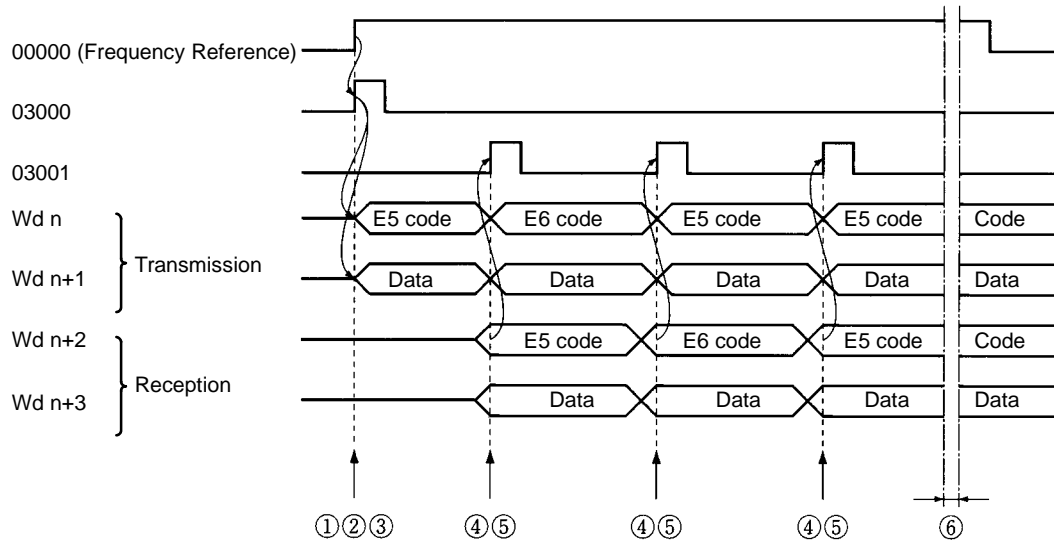 00000 (Frequency Reference)
03000
03001
Wd n
E5 code E6 code E5 code E5 code Code
Transmission
Wd n+1
Data Data Data Data Data
Wd n+2
E5 code E6 code E5 code Code
Reception
Wd n+3
Data Data Data Data
①②③ ④⑤ ④⑤ ④⑤ ⑥